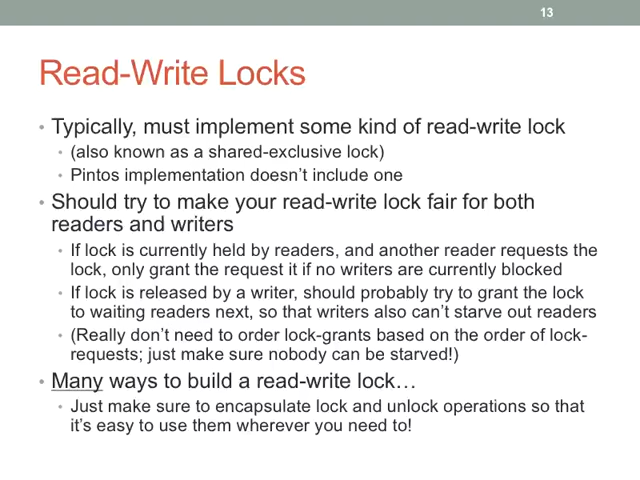 13
Read-Write Locks
• Typically, must implement some kind of read-write lock
• (also known as a shared-exclusive lock)
• Pintos implementation doesn't include one
• Should try to make your read-write lock fair for both
readers and writers
• If lock is currently held by readers, and another reader requests the
lock, only grant the request it if no writers are currently blocked
• If lock is released by a writer, should probably try to grant the lock
to waiting readers next, so that writers also can't starve out readers
• (Really don't need to order lock-grants based on the order of lock-
requests; just make sure nobody can be starved!)
• Many ways to build a read-write lock…
• Just make sure to encapsulate lock and unlock operations so that
it's easy to use them wherever you need to!